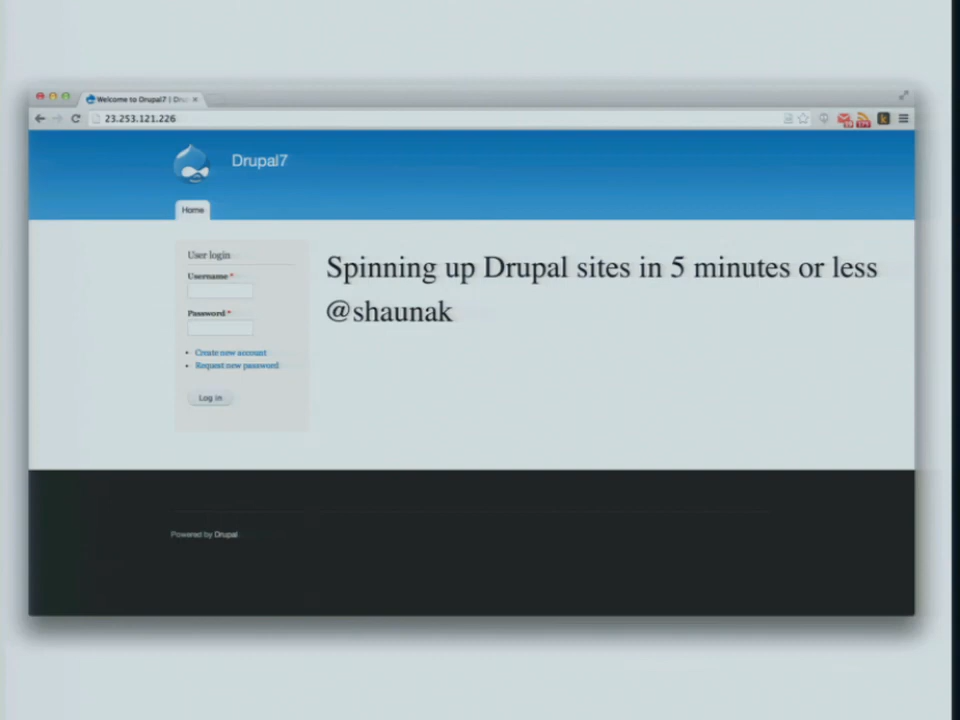 Welcome to Drupal7 | Dru
23.253.121.226
Drupal7
Home
User login
Username *
Password *
Create new account
Request new password
Log in
Spinning up Drupal sites in 5 minutes or less
@shaunak
Powered by Drupal